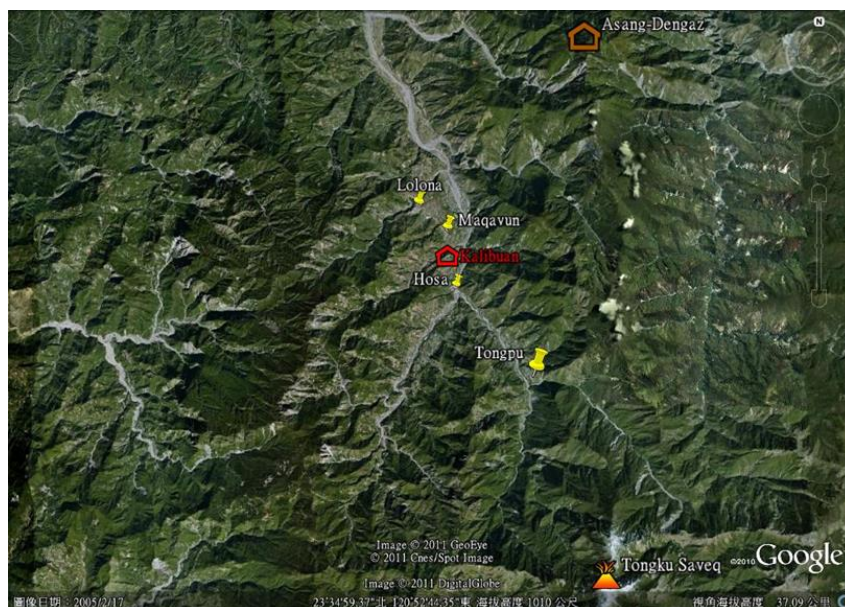 N
Asang-Dengaz
Lolona
Maqavun
Kalibuan
Hosa
Tongpu
Image © 2011 GeoEye
© 2011 Cnes/Spot Image
Image © 2011 DigitalGlobe
Tongku Saveq
©2010 Google
圖像日期：2005/2/17
23°34'59.37"北 120°52'44.35"東 海拔高度 1010 公尺
視角海拔高度 37.09 公里